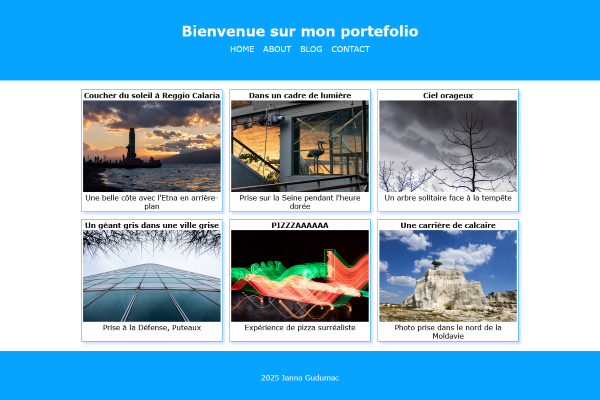 Bienvenue sur mon portefolio
HOME ABOUT BLOG CONTACT
Coucher du soleil à Reggio Calaria
Une belle côte avec l'Etna en arrière-
plan
Dans un cadre de lumière
Prise sur la Seine pendant l'heure
dorée
Ciel orageux
Un arbre solitaire face à la tempête
Un géant gris dans une ville grise
Prise à la Défense, Puteaux
PIZZZAAAAAA
CAST
Expérience de pizza surréaliste
Une carrière de calcaire
Photo prise dans le nord de la
Moldavie
2025 Janna Gudumac